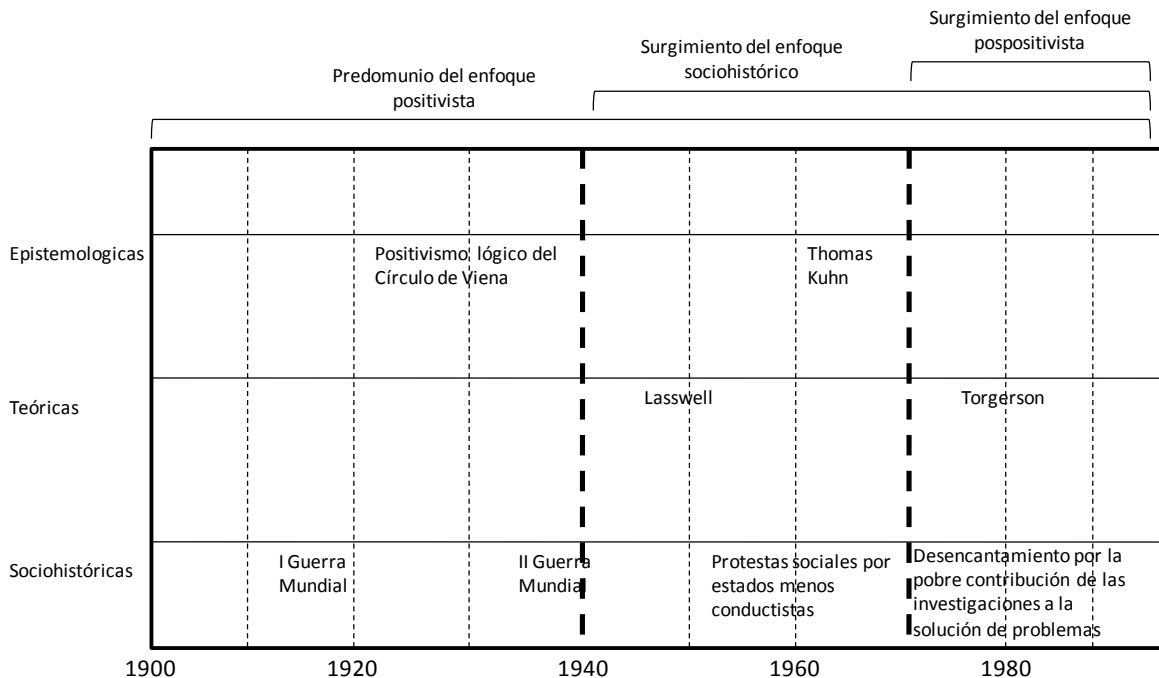 Surgimiento del enfoque
pospositivista
Surgimiento del enfoque
sociohistórico
Predomunio del enfoque
positivista
Epistemologicas
Positivismo lógico del
Círculo de Viena
Thomas
Kuhn
Teóricas
Lasswell
Torgerson
Sociohistóricas
I Guerra
Mundial
II Guerra
Mundial
Protestas sociales por
estados menos
conductistas
Desencantamiento por la
pobre contribución de las
investigaciones a la
solución de problemas
1900
1920
1940
1960
1980